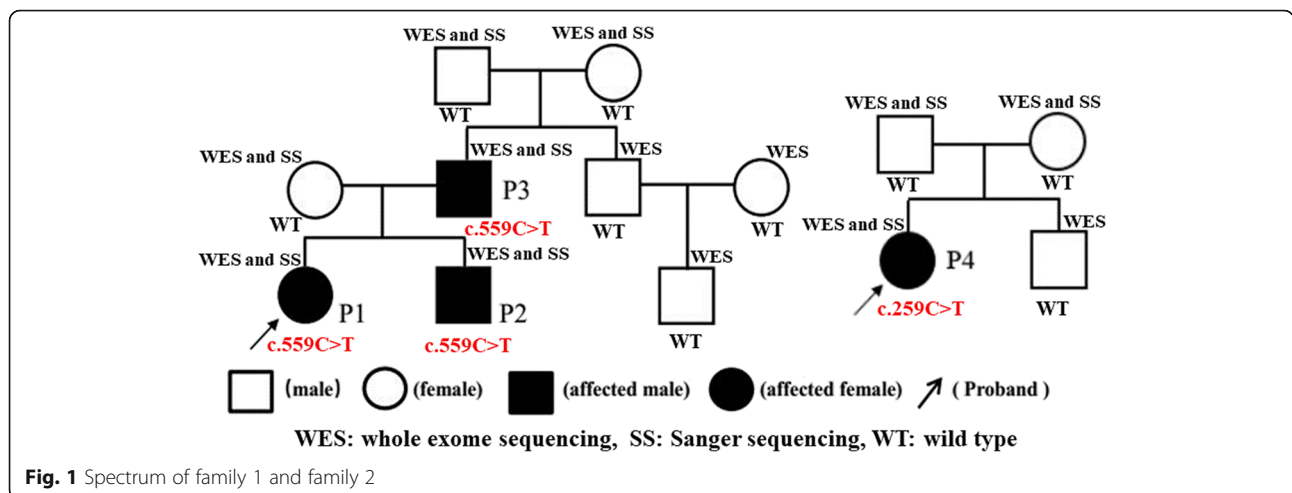 WES and SS WES and SS
WT WT
WES and SS WES and SS WES WES
P3
WT c.559C>T WT WT
WES and SS WES and SS WES
P1 P2
c.559C>T c.559C>T WT
WES and SS WES and SS
WT WT
WES and SS WES
P4
c.259C>T WT
(male) (female) (affected male) (affected female) ( Proband )
WES: whole exome sequencing, SS: Sanger sequencing, WT: wild type
Fig. 1 Spectrum of family 1 and family 2